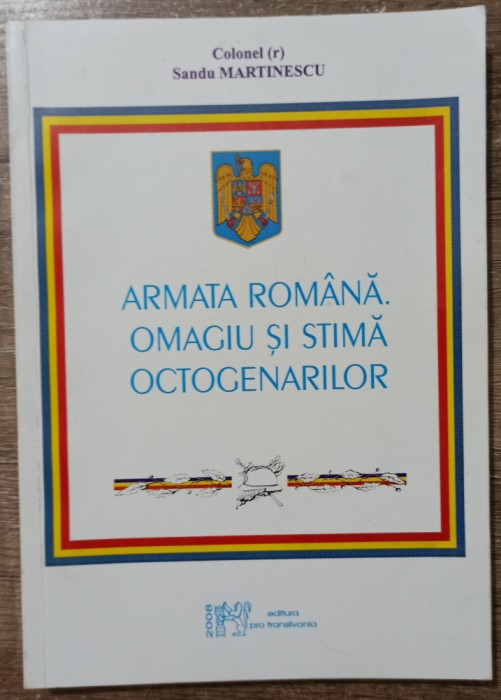 Colonel (r)
Sandu MARTINESCU
ARMATA ROMÂNĂ.
OMAGIU ȘI STIMĂ
OCTOGENARILOR
2008
editura
pro transilvania